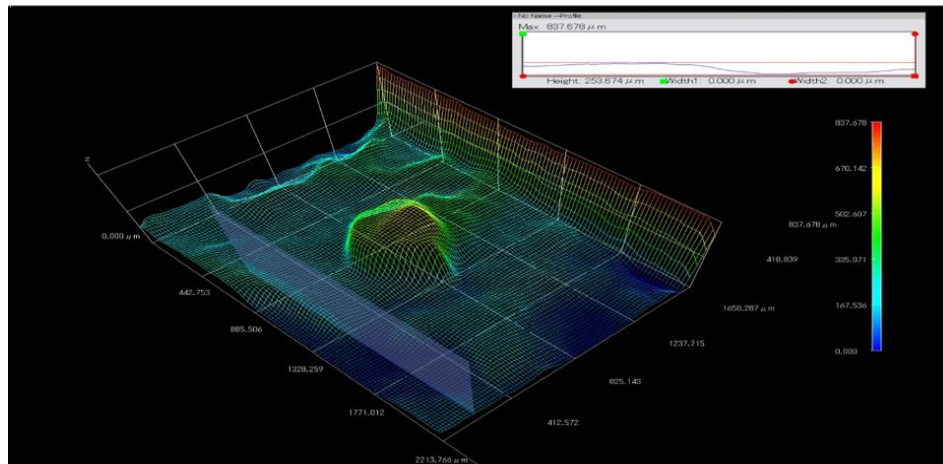 - No Name --Profile
Max 837.678 μm
Height: 253.674 μm Width1: 0.000 μm Width2: 0.000 μm
837.678
670.142
502.607
335.071
167.536
0.000
837.678 μm
418.839
0.000 μm
442.753
885.506
1328.259
1771.012
2213.766 μm
412.572
825.143
1237.715
1650.287 μm